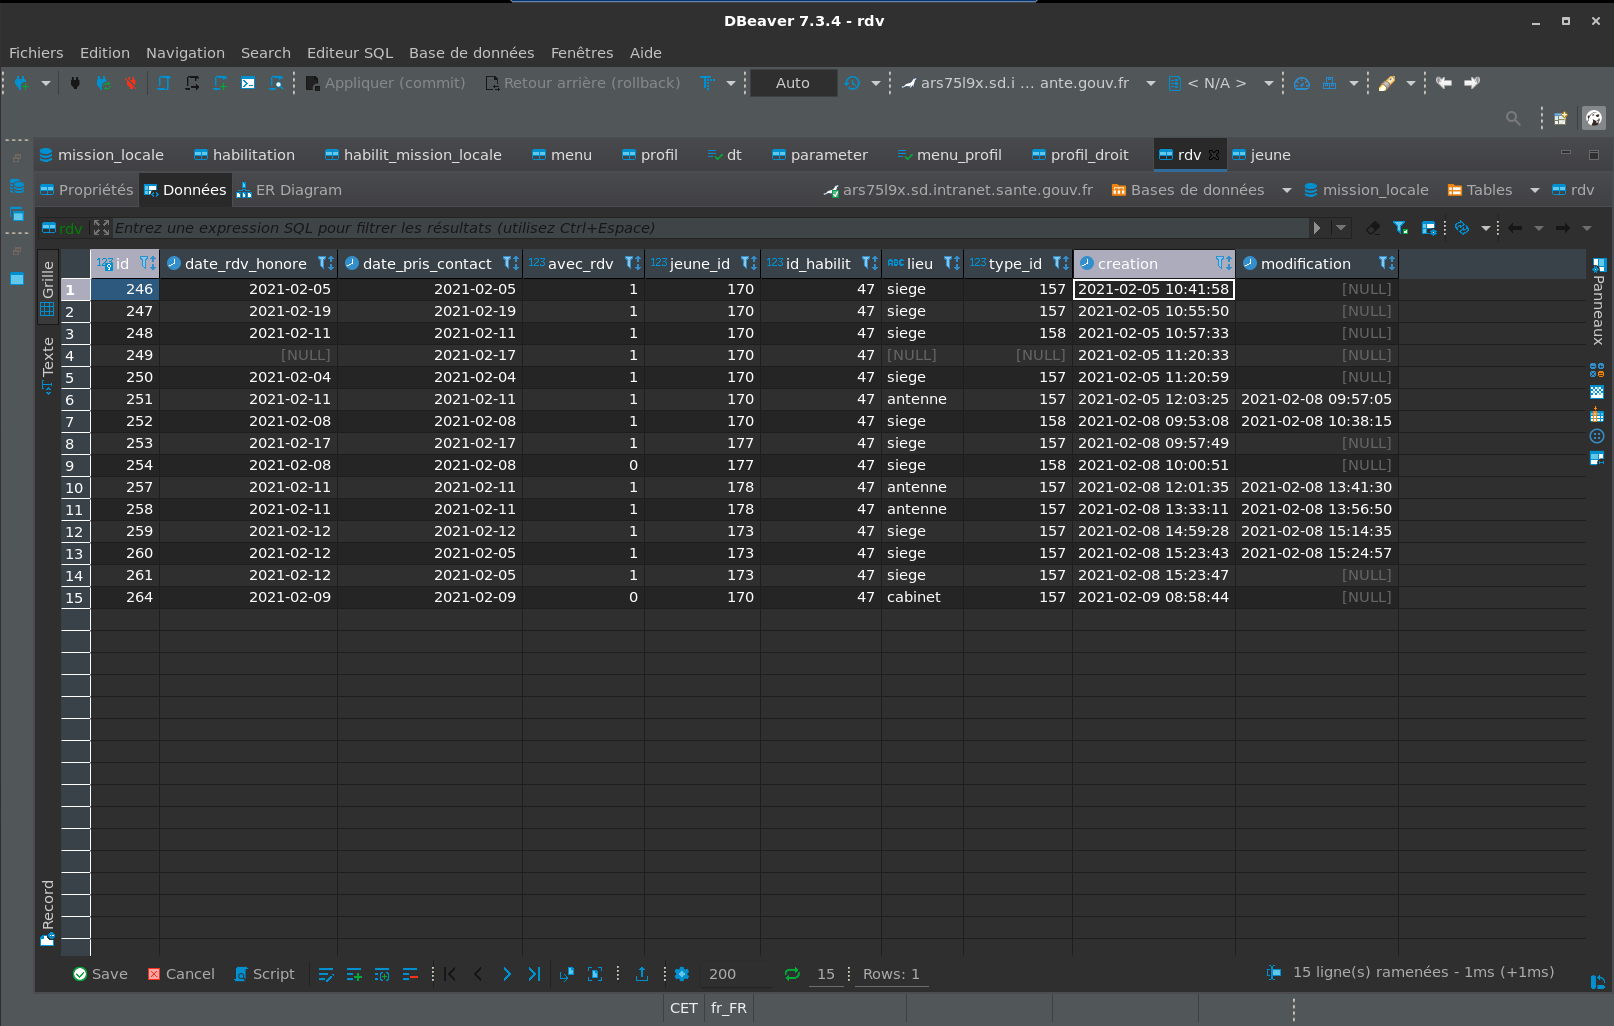 DBeaver 7.3.4 - rdv
Fichiers Edition Navigation Search Editeur SQL Base de données Fenêtres Aide
Appliquer (commit) Retour arrière (rollback) Auto ars75l9x.sd.i ... ante.gouv.fr < N/A >
mission_locale habilitation habilit_mission_locale menu profil dt parameter menu_profil profil_droit rdv jeune
Propriétés Données ER Diagram ars75l9x.sd.intranet.sante.gouv.fr Bases de données mission_locale Tables rdv
rdv Entrez une expression SQL pour filtrer les résultats (utilisez Ctrl+Espace)
Grille
Texte
Record
Panneaux
123 id date_rdv_honore date_pris_contact 123 avec_rdv 123 jeune_id 123 id_habilit ABC lieu 123 type_id creation modification
1 246 2021-02-05 2021-02-05 1 170 47 siege 157 2021-02-05 10:41:58 [NULL]
2 247 2021-02-19 2021-02-19 1 170 47 siege 157 2021-02-05 10:55:50 [NULL]
3 248 2021-02-11 2021-02-11 1 170 47 siege 158 2021-02-05 10:57:33 [NULL]
4 249 [NULL] 2021-02-17 1 170 47 [NULL] [NULL] 2021-02-05 11:20:33 [NULL]
5 250 2021-02-04 2021-02-04 1 170 47 siege 157 2021-02-05 11:20:59 [NULL]
6 251 2021-02-11 2021-02-11 1 170 47 antenne 157 2021-02-05 12:03:25 2021-02-08 09:57:05
7 252 2021-02-08 2021-02-08 1 170 47 siege 158 2021-02-08 09:53:08 2021-02-08 10:38:15
8 253 2021-02-17 2021-02-17 1 177 47 siege 157 2021-02-08 09:57:49 [NULL]
9 254 2021-02-08 2021-02-08 0 177 47 siege 158 2021-02-08 10:00:51 [NULL]
10 257 2021-02-11 2021-02-11 1 178 47 antenne 157 2021-02-08 12:01:35 2021-02-08 13:41:30
11 258 2021-02-11 2021-02-11 1 178 47 antenne 157 2021-02-08 13:33:11 2021-02-08 13:56:50
12 259 2021-02-12 2021-02-12 1 173 47 siege 157 2021-02-08 14:59:28 2021-02-08 15:14:35
13 260 2021-02-12 2021-02-05 1 173 47 siege 157 2021-02-08 15:23:43 2021-02-08 15:24:57
14 261 2021-02-12 2021-02-05 1 173 47 siege 157 2021-02-08 15:23:47 [NULL]
15 264 2021-02-09 2021-02-09 0 170 47 cabinet 157 2021-02-09 08:58:44 [NULL]
Save Cancel Script 200 15 Rows: 1 15 ligne(s) ramenées - 1ms (+1ms)
CET fr_FR